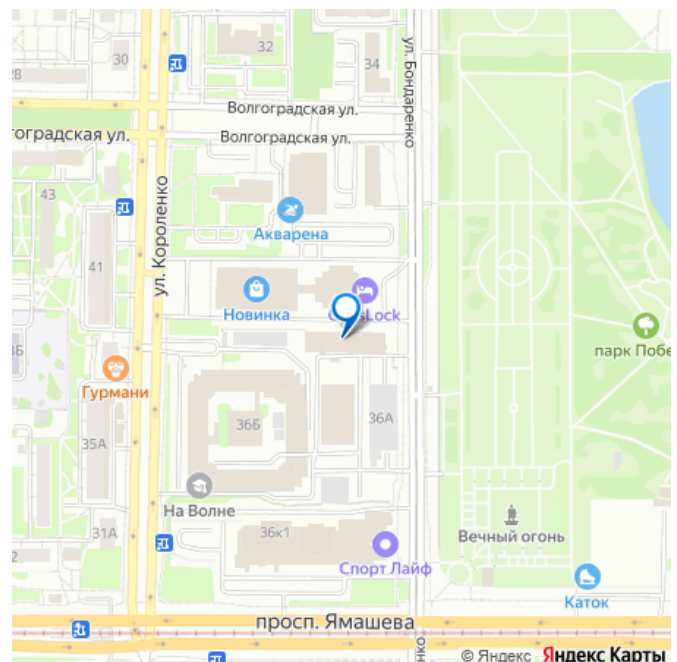 32
30
34
28
ул. Бондаренко
Волгоградская ул.
Волгоградская ул.
гоградская ул.
43
ул. Короленко
Акварена
41
Новинка
Lock
парк Побе
Гурмани
36Б
36А
35А
На Волне
31А
36к1
Вечный огонь
Спорт Лайф
Каток
просп. Ямашева
нко
© Яндекс Яндекс Карты